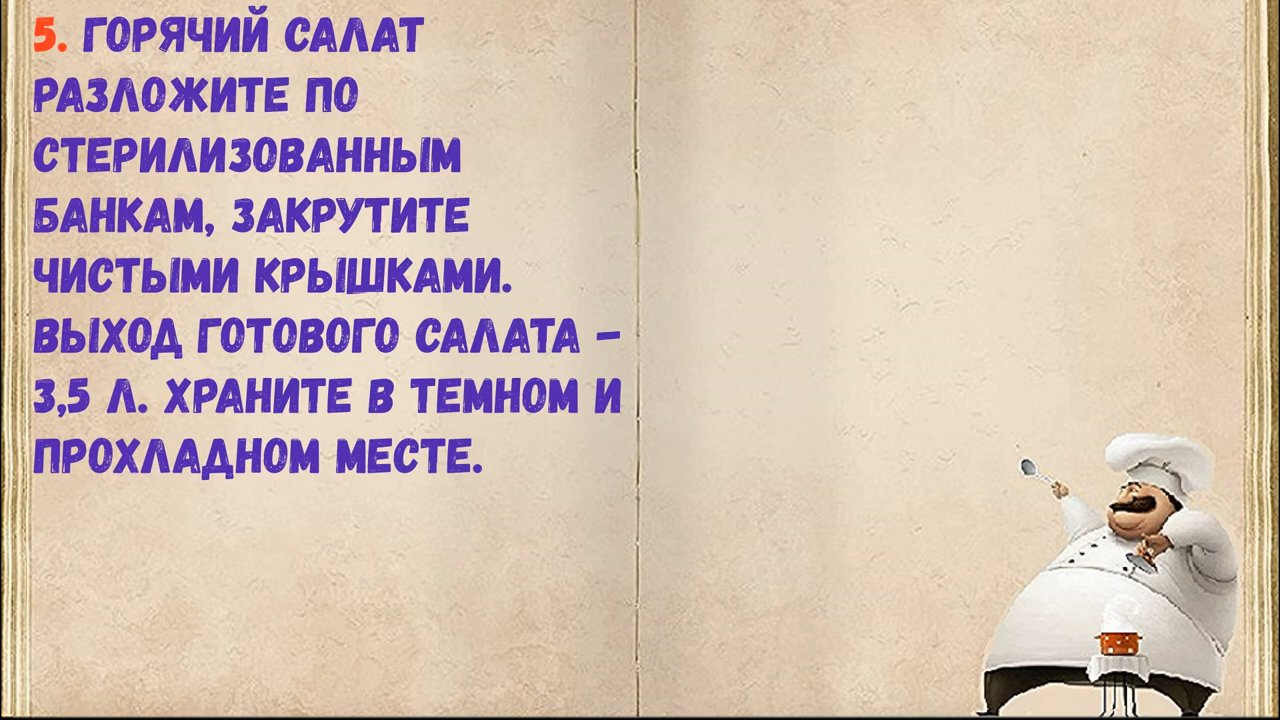 5. ГОРЯЧИЙ САЛАТ
РАЗЛОЖИТЕ ПО
СТЕРИЛИЗОВАННЫМ
БАНКАМ, ЗАКРУТИТЕ
ЧИСТЫМИ КРЫШКАМИ.
ВЫХОД ГОТОВОГО САЛАТА –
3,5 Л. ХРАНИТЕ В ТЕМНОМ И
ПРОХЛАДНОМ МЕСТЕ.